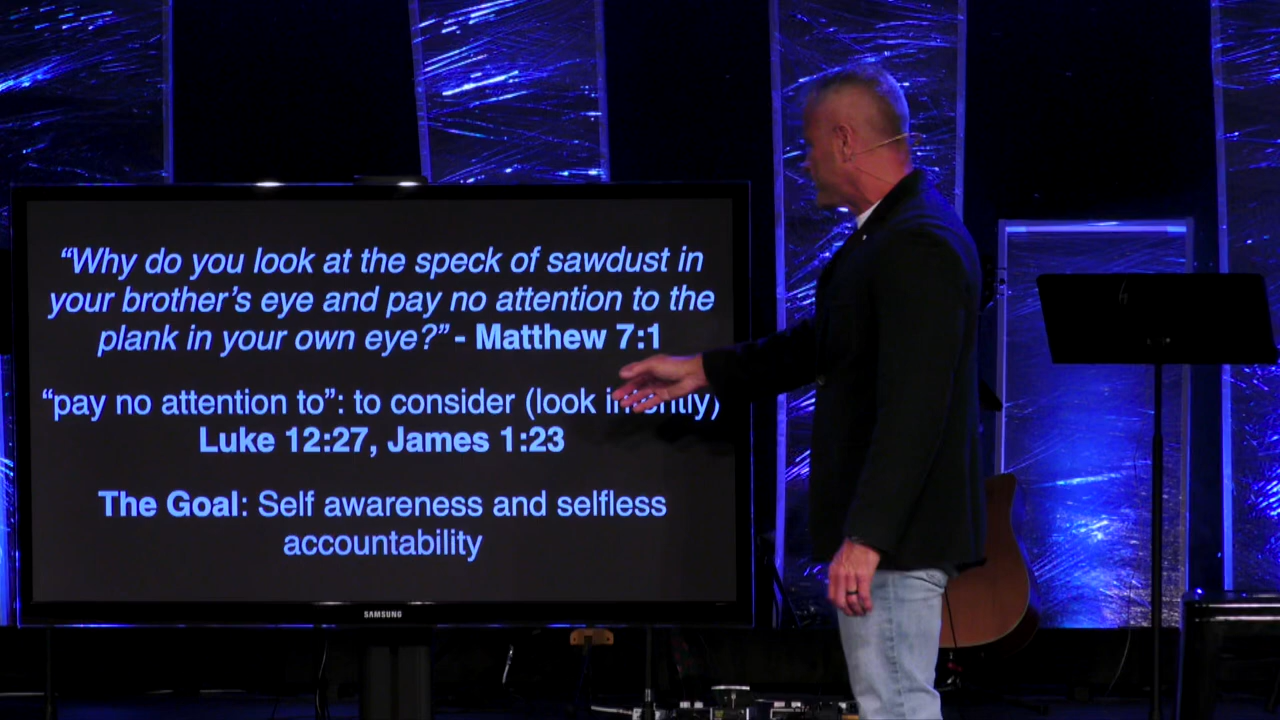 “Why do you look at the speck of sawdust in
your brother’s eye and pay no attention to the
plank in your own eye?” - Matthew 7:1
“pay no attention to”: to consider (look
Luke 12:27, James 1:23
The Goal: Self awareness and selfless
accountability
SAMSUNG